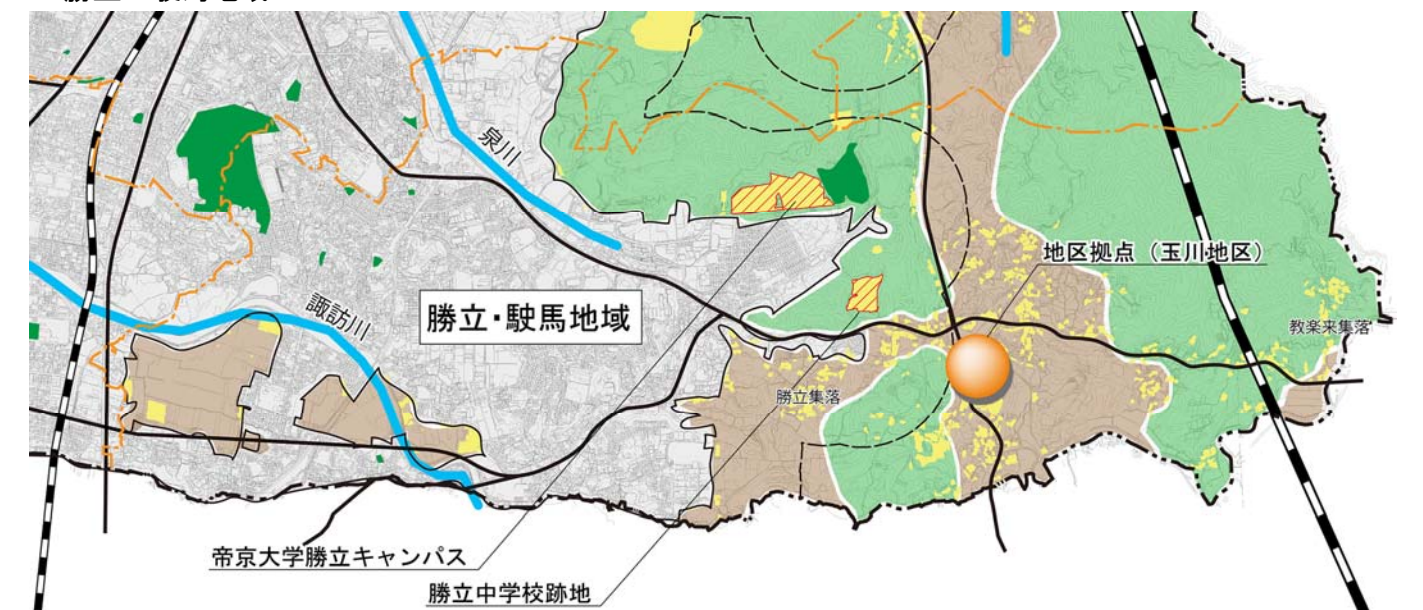 泉川
地区拠点（玉川地区）
諏訪川
勝立・駛馬地域
教楽来集落
勝立集落
帝京大学勝立キャンパス
勝立中学校跡地